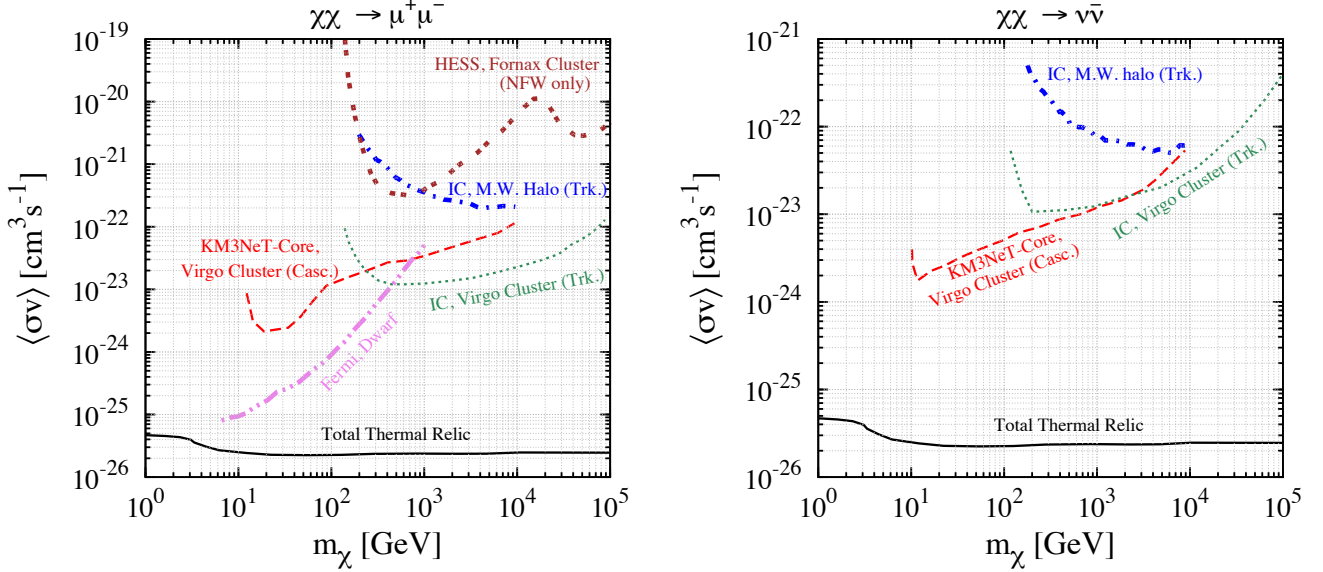 χχ → μ⁺μ⁻
10⁻¹⁹
10⁻²⁰
10⁻²¹
10⁻²²
10⁻²³
10⁻²⁴
10⁻²⁵
10⁻²⁶
⟨σv⟩ [cm³s⁻¹]
HESS, Fornax Cluster
(NFW only)
IC, M.W. Halo (Trk.)
KM3NeT-Core,
Virgo Cluster (Casc.)
IC, Virgo Cluster (Trk.)
Fermi, Dwarf
Total Thermal Relic
10⁰ 10¹ 10² 10³ 10⁴ 10⁵
mχ [GeV]
χχ → νν̄
10⁻²¹
10⁻²²
10⁻²³
10⁻²⁴
10⁻²⁵
10⁻²⁶
⟨σv⟩ [cm³s⁻¹]
IC, M.W. halo (Trk.)
IC, Virgo Cluster (Trk.)
KM3NeT-Core,
Virgo Cluster (Casc.)
Total Thermal Relic
10⁰ 10¹ 10² 10³ 10⁴ 10⁵
mχ [GeV]